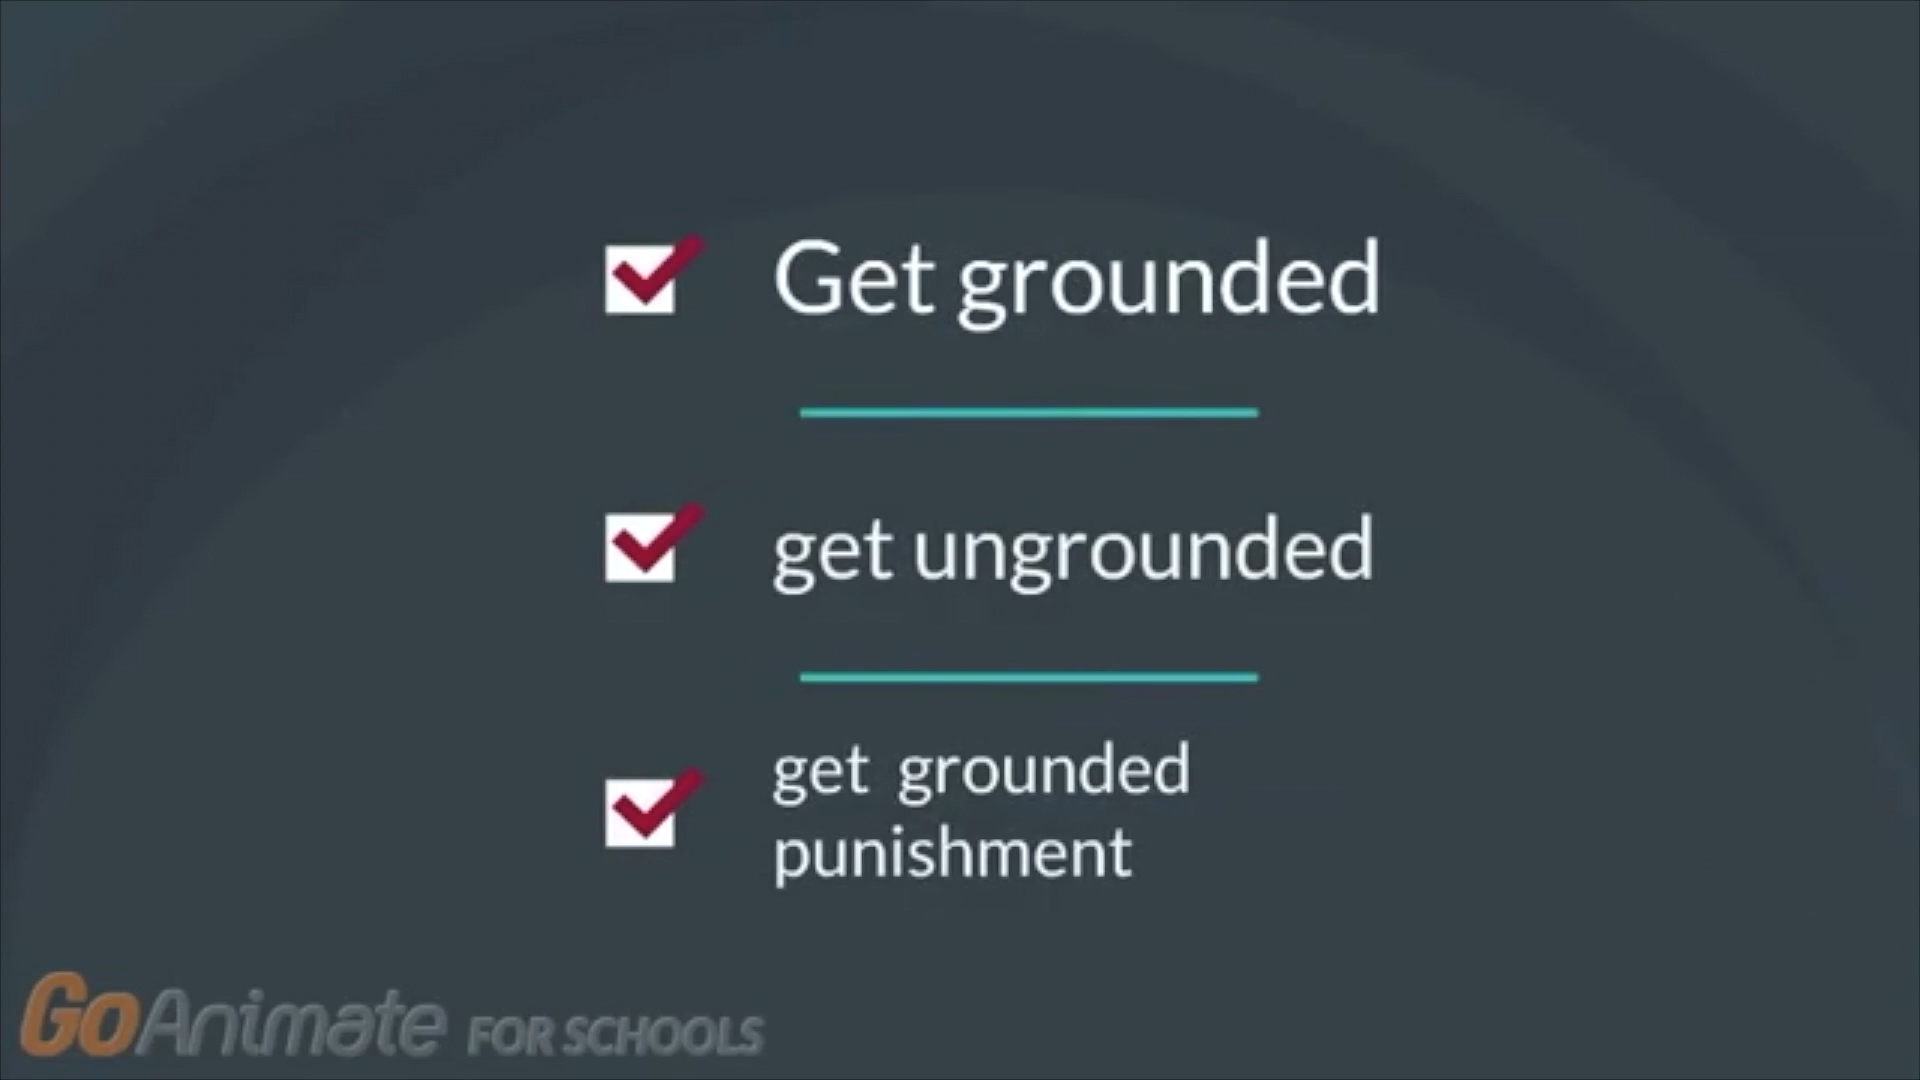 Get grounded
get ungrounded
get grounded
punishment
GoAnimate FOR SCHOOLS